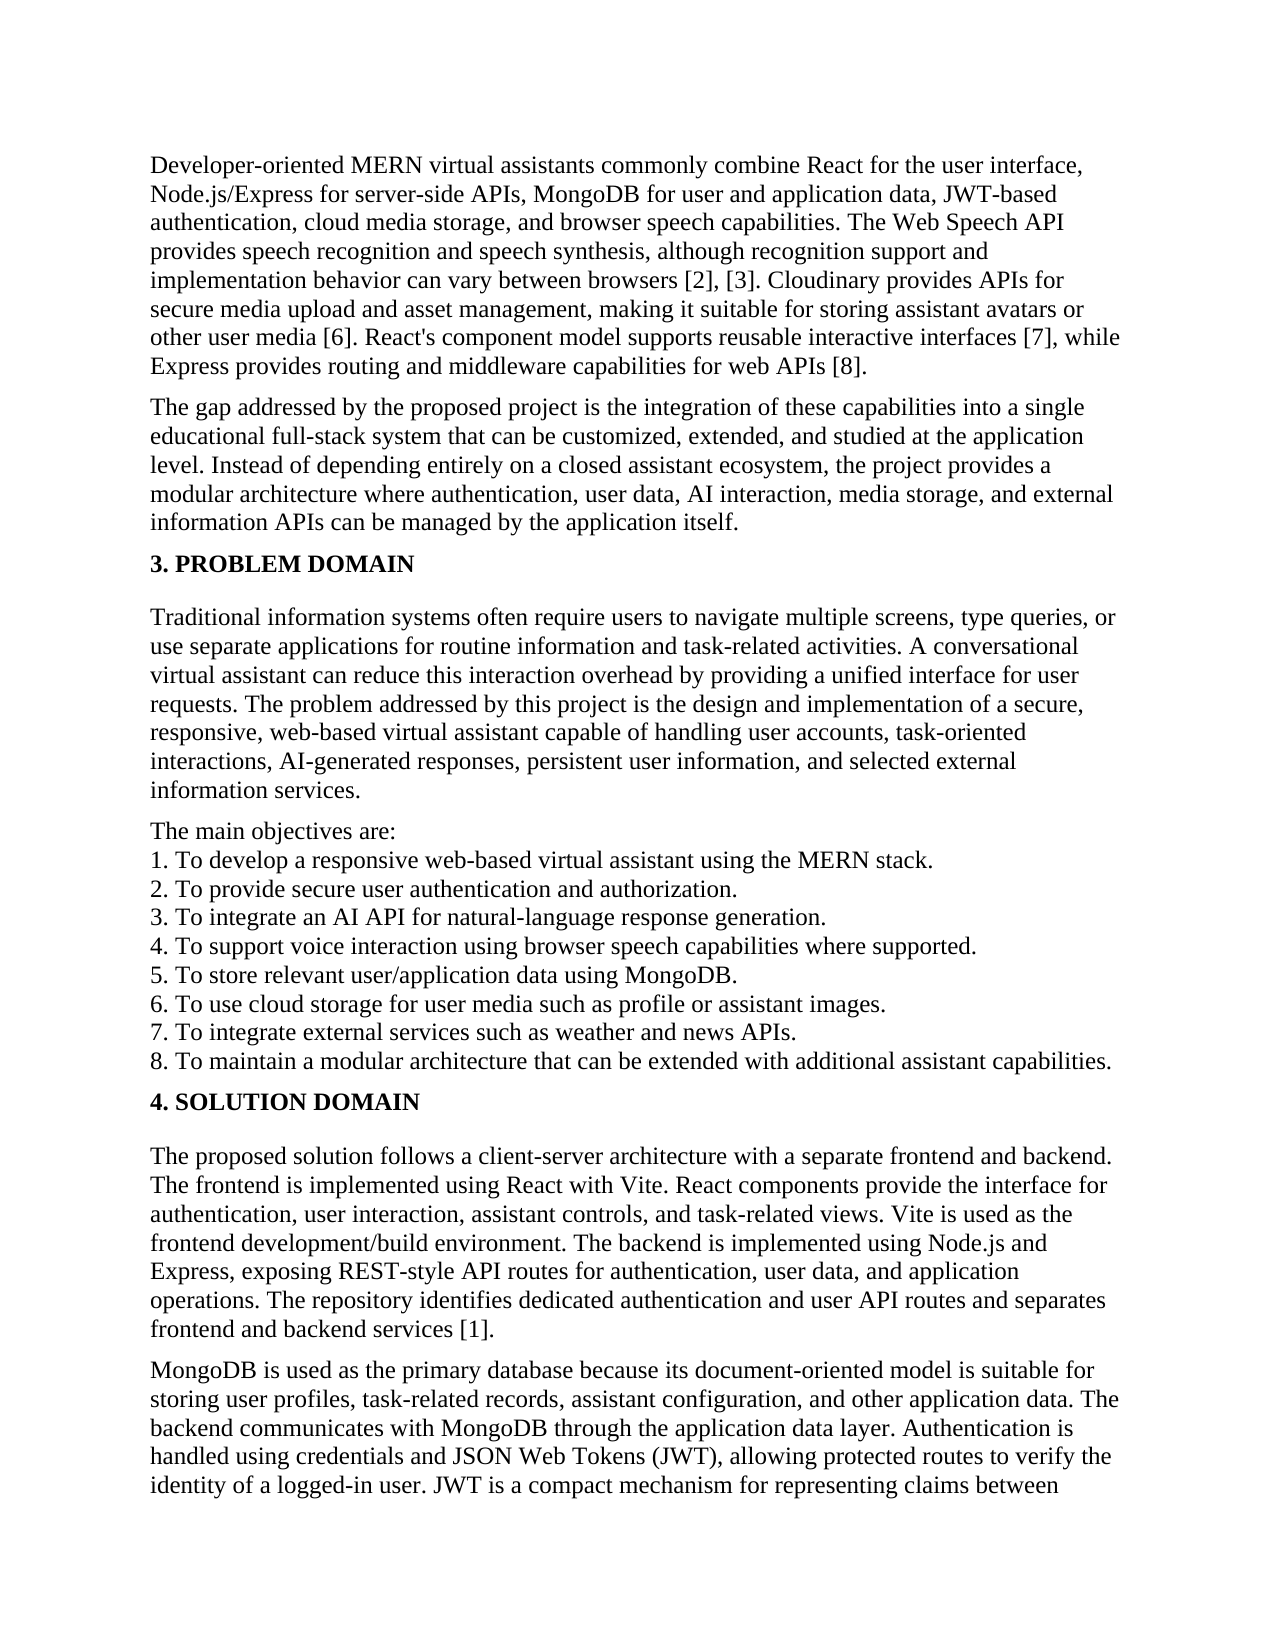 Developer-oriented MERN virtual assistants commonly combine React for the user interface,
Node.js/Express for server-side APIs, MongoDB for user and application data, JWT-based
authentication, cloud media storage, and browser speech capabilities. The Web Speech API
provides speech recognition and speech synthesis, although recognition support and
implementation behavior can vary between browsers [2], [3]. Cloudinary provides APIs for
secure media upload and asset management, making it suitable for storing assistant avatars or
other user media [6]. React's component model supports reusable interactive interfaces [7], while
Express provides routing and middleware capabilities for web APIs [8].
The gap addressed by the proposed project is the integration of these capabilities into a single
educational full-stack system that can be customized, extended, and studied at the application
level. Instead of depending entirely on a closed assistant ecosystem, the project provides a
modular architecture where authentication, user data, AI interaction, media storage, and external
information APIs can be managed by the application itself.
3. PROBLEM DOMAIN
Traditional information systems often require users to navigate multiple screens, type queries, or
use separate applications for routine information and task-related activities. A conversational
virtual assistant can reduce this interaction overhead by providing a unified interface for user
requests. The problem addressed by this project is the design and implementation of a secure,
responsive, web-based virtual assistant capable of handling user accounts, task-oriented
interactions, AI-generated responses, persistent user information, and selected external
information services.
The main objectives are:
1. To develop a responsive web-based virtual assistant using the MERN stack.
2. To provide secure user authentication and authorization.
3. To integrate an AI API for natural-language response generation.
4. To support voice interaction using browser speech capabilities where supported.
5. To store relevant user/application data using MongoDB.
6. To use cloud storage for user media such as profile or assistant images.
7. To integrate external services such as weather and news APIs.
8. To maintain a modular architecture that can be extended with additional assistant capabilities.
4. SOLUTION DOMAIN
The proposed solution follows a client-server architecture with a separate frontend and backend.
The frontend is implemented using React with Vite. React components provide the interface for
authentication, user interaction, assistant controls, and task-related views. Vite is used as the
frontend development/build environment. The backend is implemented using Node.js and
Express, exposing REST-style API routes for authentication, user data, and application
operations. The repository identifies dedicated authentication and user API routes and separates
frontend and backend services [1].
MongoDB is used as the primary database because its document-oriented model is suitable for
storing user profiles, task-related records, assistant configuration, and other application data. The
backend communicates with MongoDB through the application data layer. Authentication is
handled using credentials and JSON Web Tokens (JWT), allowing protected routes to verify the
identity of a logged-in user. JWT is a compact mechanism for representing claims between